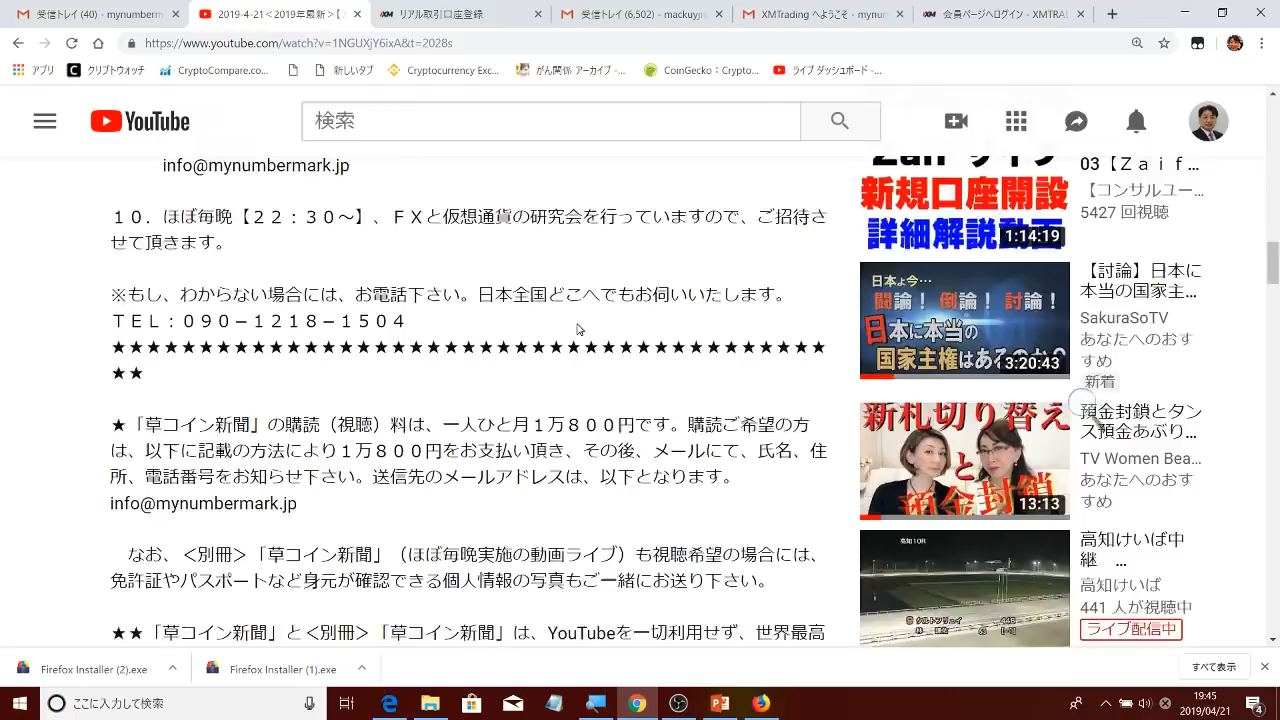 受信トレイ (40) - mackuyjir
2019-4-21＜2019年最新＞【
リアル取引口座登録
受信トレイ (6,602) - mackuyji
XMTrading へようこそ - mynur
会員ページログイン - XMTRAI
https://www.youtube.com/watch?v=1NGUXjY6ixA&t=2028s
アプリ
クリプトウォッチ
CryptoCompare.co...
新しいタブ
Cryptocurrency Exc...
がん関係 アーカイブ -...
CoinGecko：Crypto...
ライブ ダッシュボード -...
YouTube
検索
info@mynumbermark.jp
１０．ほぼ毎晩【２２：３０～】、ＦＸと仮想通貨の研究会を行っていますので、ご招待さ
せて頂きます。
※もし、わからない場合には、お電話下さい。日本全国どこへでもお伺いいたします。
ＴＥＬ：０９０－１２１８－１５０４
★★★★★★★★★★★★★★★★★★★★★★★★★★★★★★★★★★★★★★★★★
★★
★「草コイン新聞」の購読（視聴）料は、一人ひと月１万８００円です。購読ご希望の方
は、以下に記載の方法により１万８００円をお支払い頂き、その後、メールにて、氏名、住
所、電話番号をお知らせ下さい。送信先のメールアドレスは、以下となります。
info@mynumbermark.jp
なお、＜別冊＞「草コイン新聞」（ほぼ毎晩実施の動画ライブ）も視聴希望の場合には、
免許証やパスポートなど身元が確認できる個人情報の写真もご一緒にお送り下さい。
★★「草コイン新聞」と＜別冊＞「草コイン新聞」は、YouTubeを一切利用せず、世界最高
Zaifサイト
新規口座開設
詳細解説動画
1:14:19
03【Ｚａｉｆ...
【コンサルユー...
5427 回視聴
日本よ今…
闘論！倒論！討論！
日本に本当の
国家主権はあるのか？
3:20:43
【討論】日本に
本当の国家主...
SakuraSoTV
あなたへのおす
すめ
新着
新札切り替え
と
預金封鎖
13:13
預金封鎖とタン
ス預金あぶり...
TV Women Bea...
あなたへのおす
すめ
高知10R
高知けいば中
継 ...
高知けいば
441 人が視聴中
ライブ配信中
Firefox Installer (2).exe
Firefox Installer (1).exe
すべて表示
ここに入力して検索
19:45
2019/04/21
4